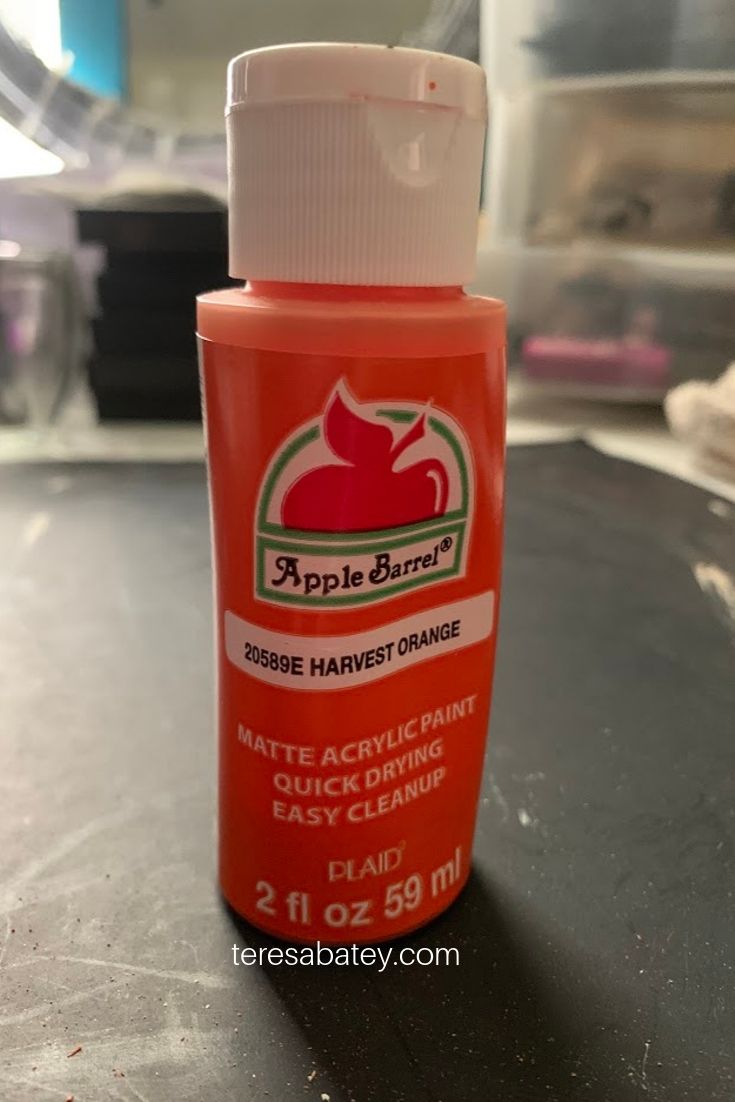 Apple Barrel®
20589E HARVEST ORANGE
MATTE ACRYLIC PAINT
QUICK DRYING
EASY CLEANUP
PLAID®
2 fl oz 59 ml
teresabatey.com